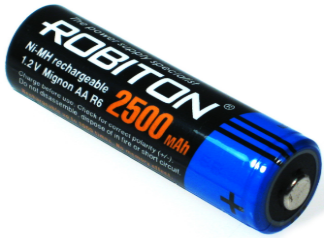 The power supply specialist
ROBITON®
Ni-MH rechargeable
1.2V Mignon AA R6
2500 mAh
Charge before use. Check for correct polarity (+/-).
Do not disassemble, dispose of in fire or short circuit.
+